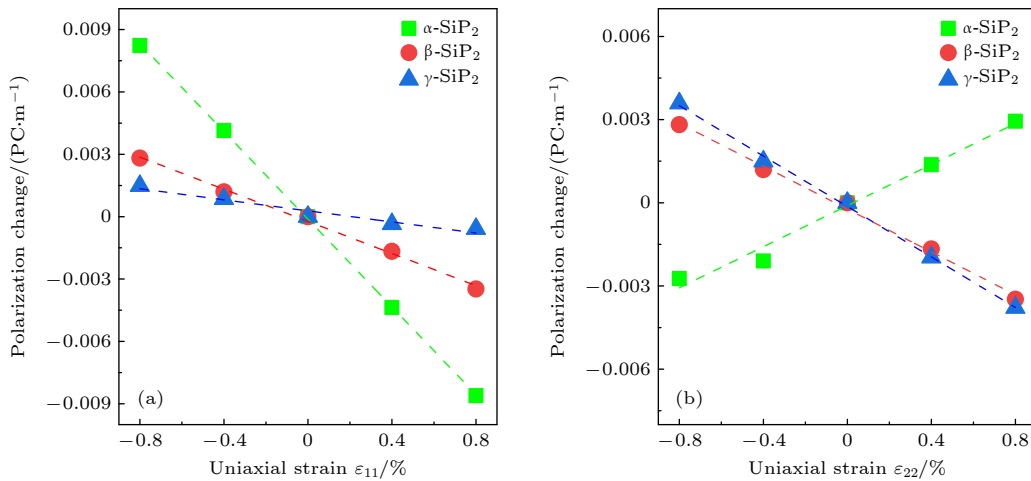 0.009
0.006
0.003
0
−0.003
−0.006
−0.009
Polarization change/(PC·m⁻¹)
α-SiP₂
β-SiP₂
γ-SiP₂
(a)
−0.8
−0.4
0
0.4
0.8
Uniaxial strain ε₁₁/%
0.006
0.003
0
−0.003
−0.006
Polarization change/(PC·m⁻¹)
α-SiP₂
β-SiP₂
γ-SiP₂
(b)
−0.8
−0.4
0
0.4
0.8
Uniaxial strain ε₂₂/%